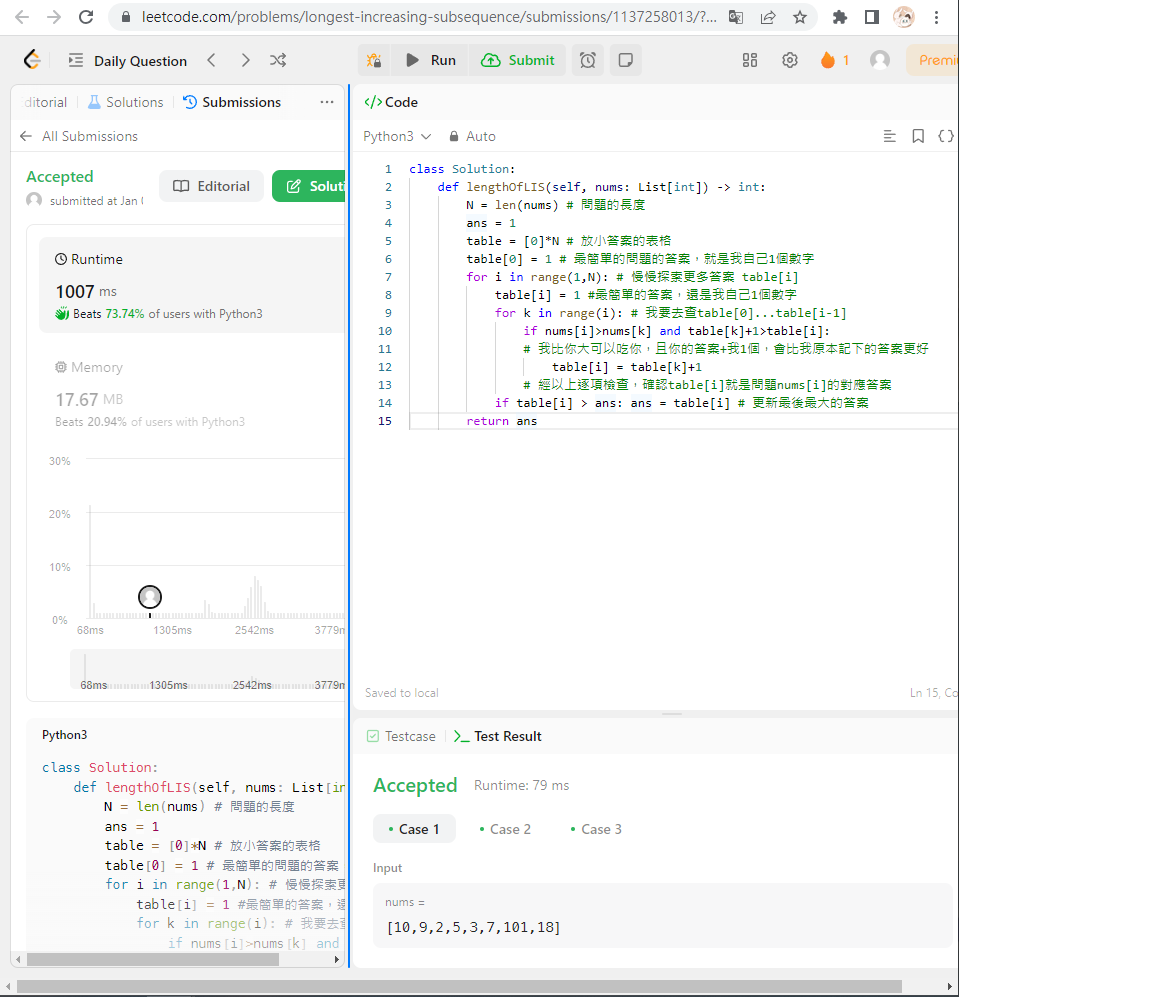 leetcode.com/problems/longest-increasing-subsequence/submissions/1137258013/?...
Daily Question
Run
Submit
1
Premi
ditorial
Solutions
Submissions
All Submissions
Accepted
submitted at Jan
Editorial
Soluti
Runtime
1007 ms
Beats 73.74% of users with Python3
Memory
17.67 MB
Beats 20.94% of users with Python3
30%
20%
10%
0%
68ms 1305ms 2542ms 3779m
68ms 1305ms 2542ms 3779m
Python3
class Solution:
def lengthOfLIS(self, nums: List[in
N = len(nums) # 問題的長度
ans = 1
table = [0]*N # 放小答案的表格
table[0] = 1 # 最簡單的問題的答案
for i in range(1,N): # 慢慢探索更
table[i] = 1 #最簡單的答案，還
for k in range(i): # 我要去查
if nums[i]>nums[k] and
</>Code
Python3
Auto
1 class Solution:
2 def lengthOfLIS(self, nums: List[int]) -> int:
3 N = len(nums) # 問題的長度
4 ans = 1
5 table = [0]*N # 放小答案的表格
6 table[0] = 1 # 最簡單的問題的答案，就是我自己1個數字
7 for i in range(1,N): # 慢慢探索更多答案 table[i]
8 table[i] = 1 #最簡單的答案，還是我自己1個數字
9 for k in range(i): # 我要去查table[0]...table[i-1]
10 if nums[i]>nums[k] and table[k]+1>table[i]:
11 # 我比你大可以吃你，且你的答案+我1個，會比我原本記下的答案更好
12 table[i] = table[k]+1
13 # 經以上逐項檢查，確認table[i]就是問題nums[i]的對應答案
14 if table[i] > ans: ans = table[i] # 更新最後最大的答案
15 return ans
Saved to local
Ln 15, Co
Testcase
Test Result
Accepted
Runtime: 79 ms
• Case 1
• Case 2
• Case 3
Input
nums =
[10,9,2,5,3,7,101,18]